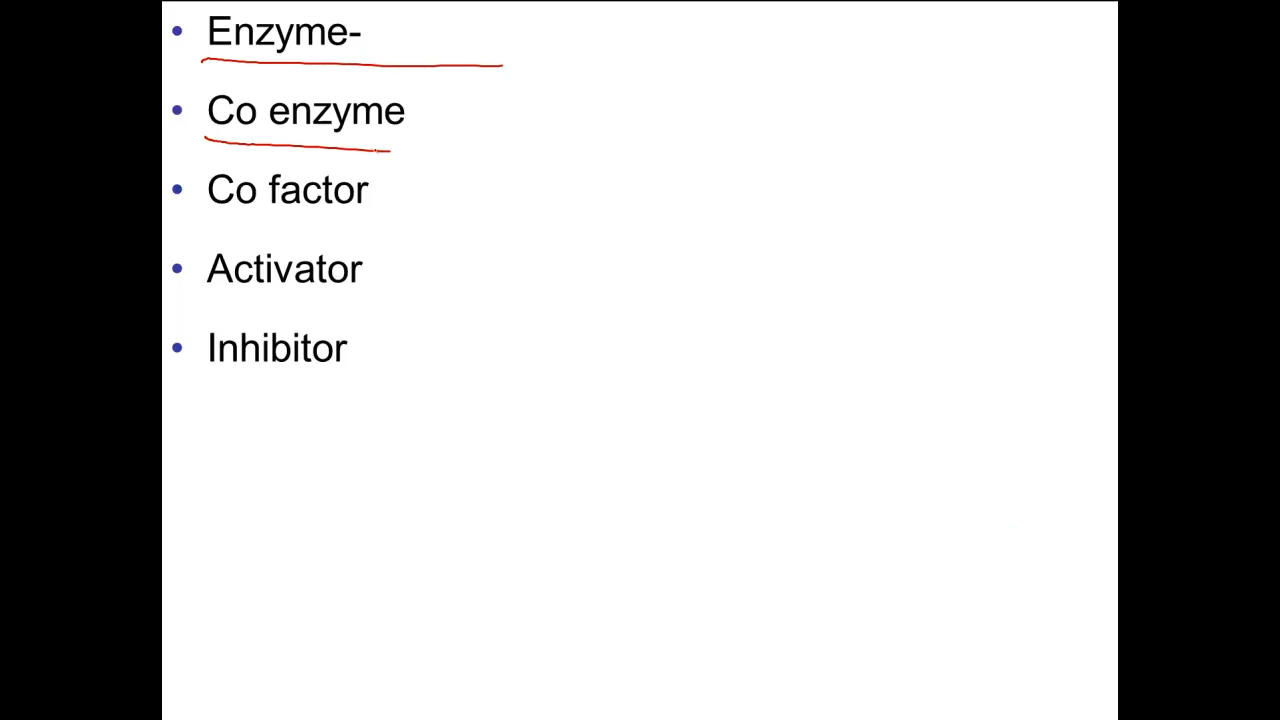 • Enzyme-
• Co enzyme
• Co factor
• Activator
• Inhibitor